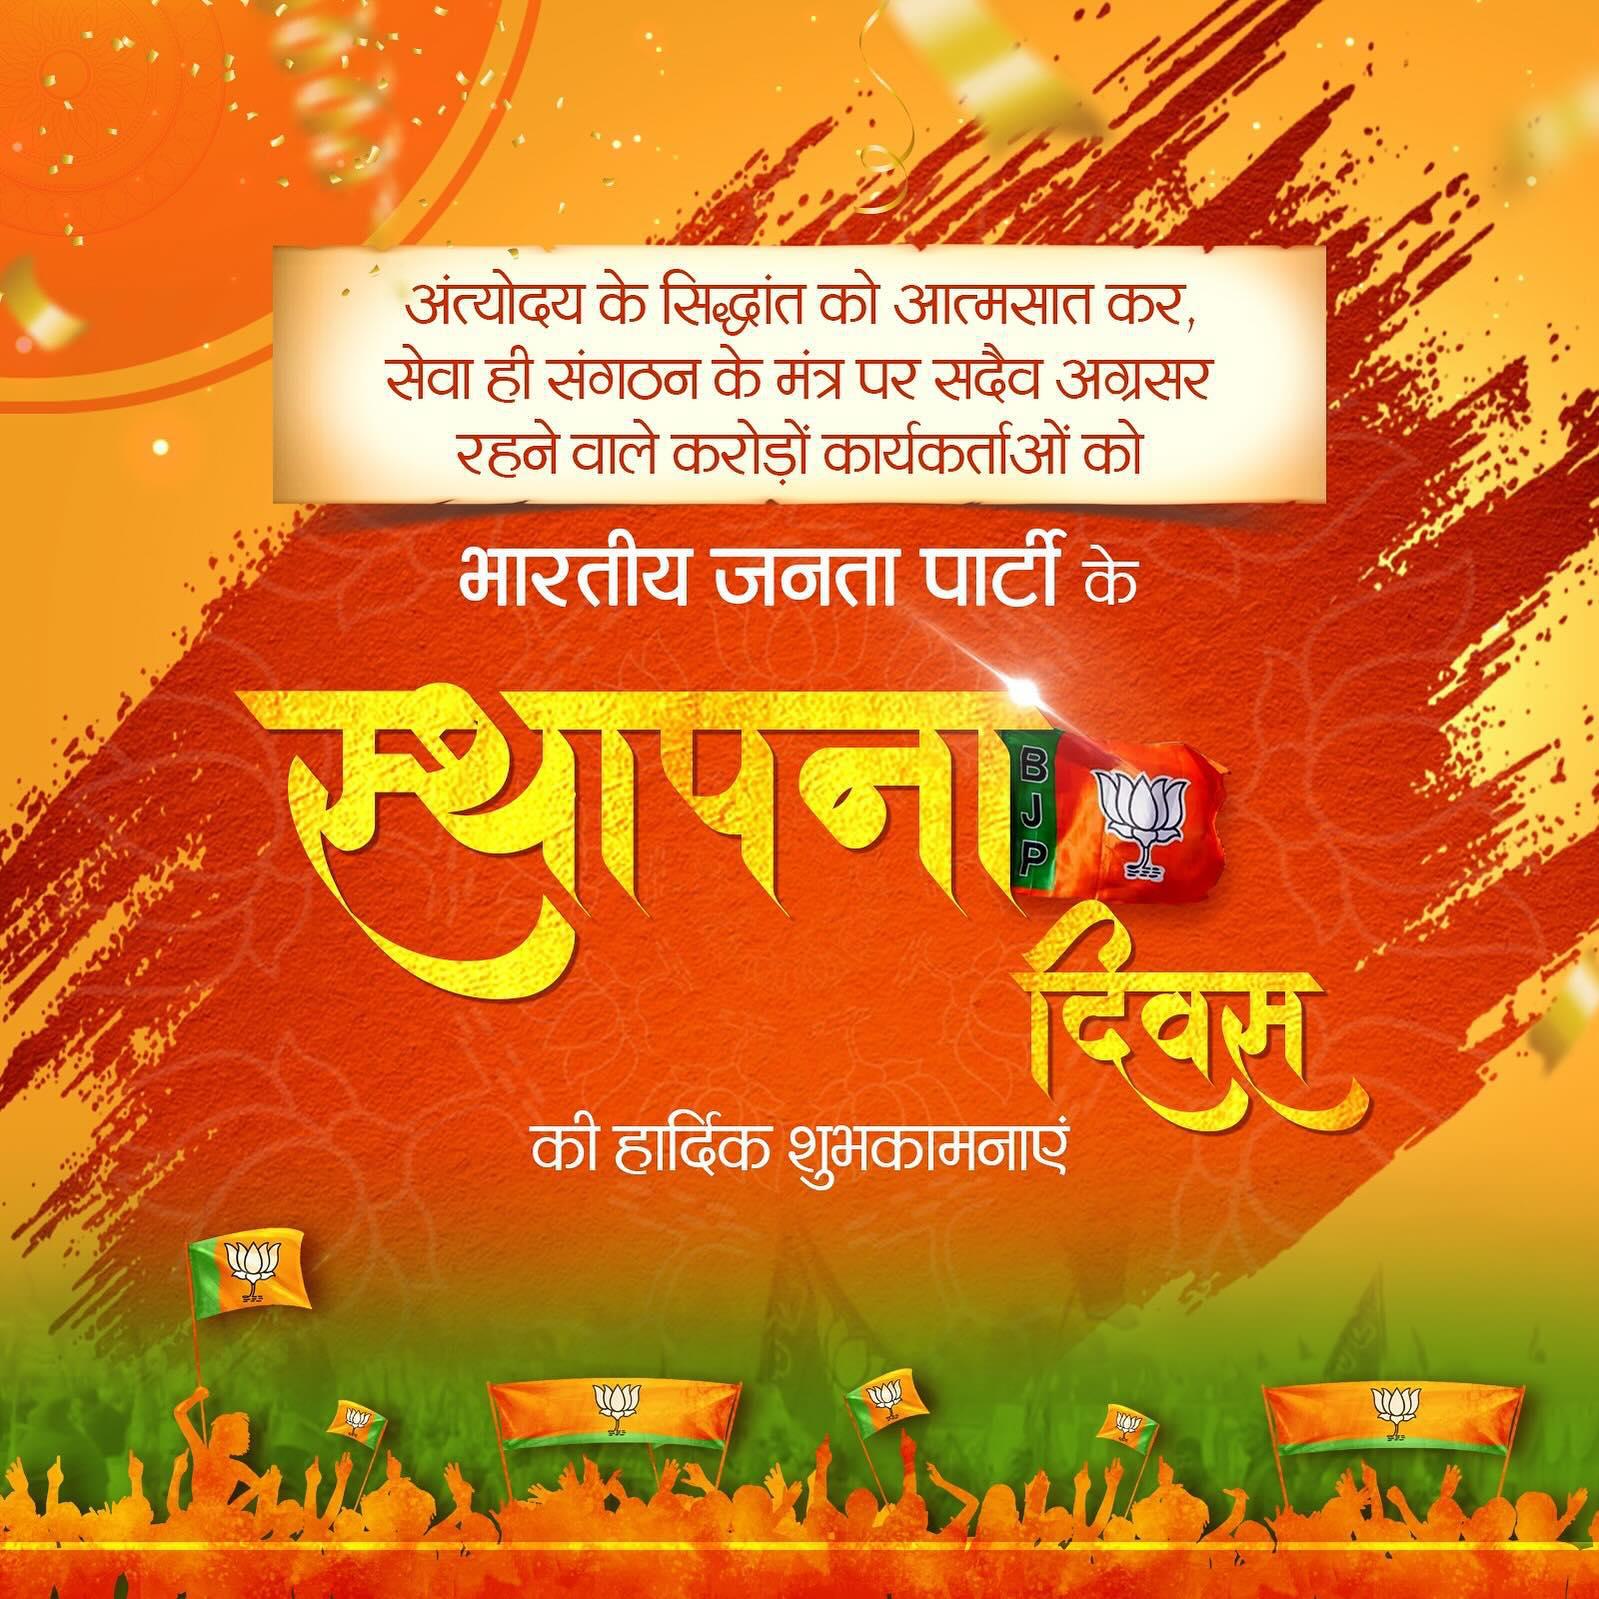 अंत्योदय के सिद्धांत को आत्मसात कर,
सेवा ही संगठन के मंत्र पर सदैव अग्रसर
रहने वाले करोड़ों कार्यकर्ताओं को
भारतीय जनता पार्टी के
स्थापना
BJP
दिवस
की हार्दिक शुभकामनाएं